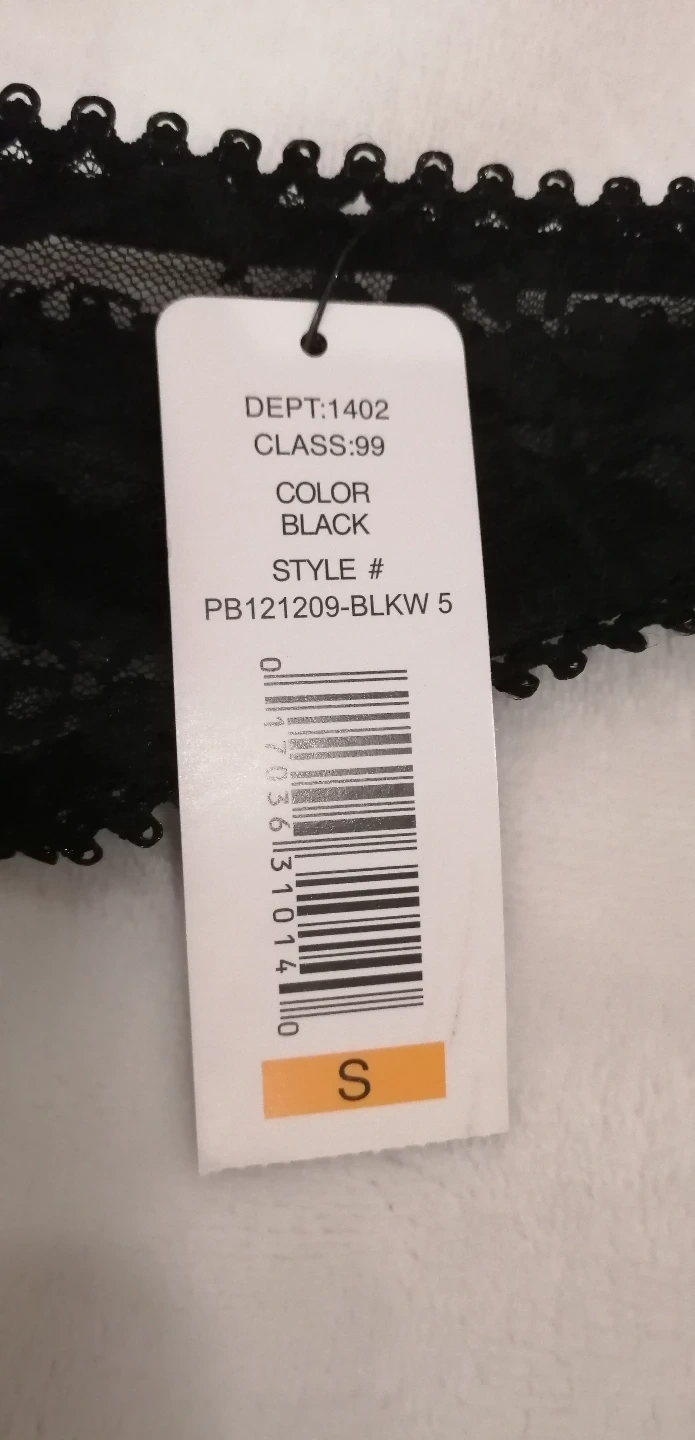 DEPT:1402
CLASS:99
COLOR
BLACK
STYLE #
PB121209-BLKW 5
0 17036 31014 0
S